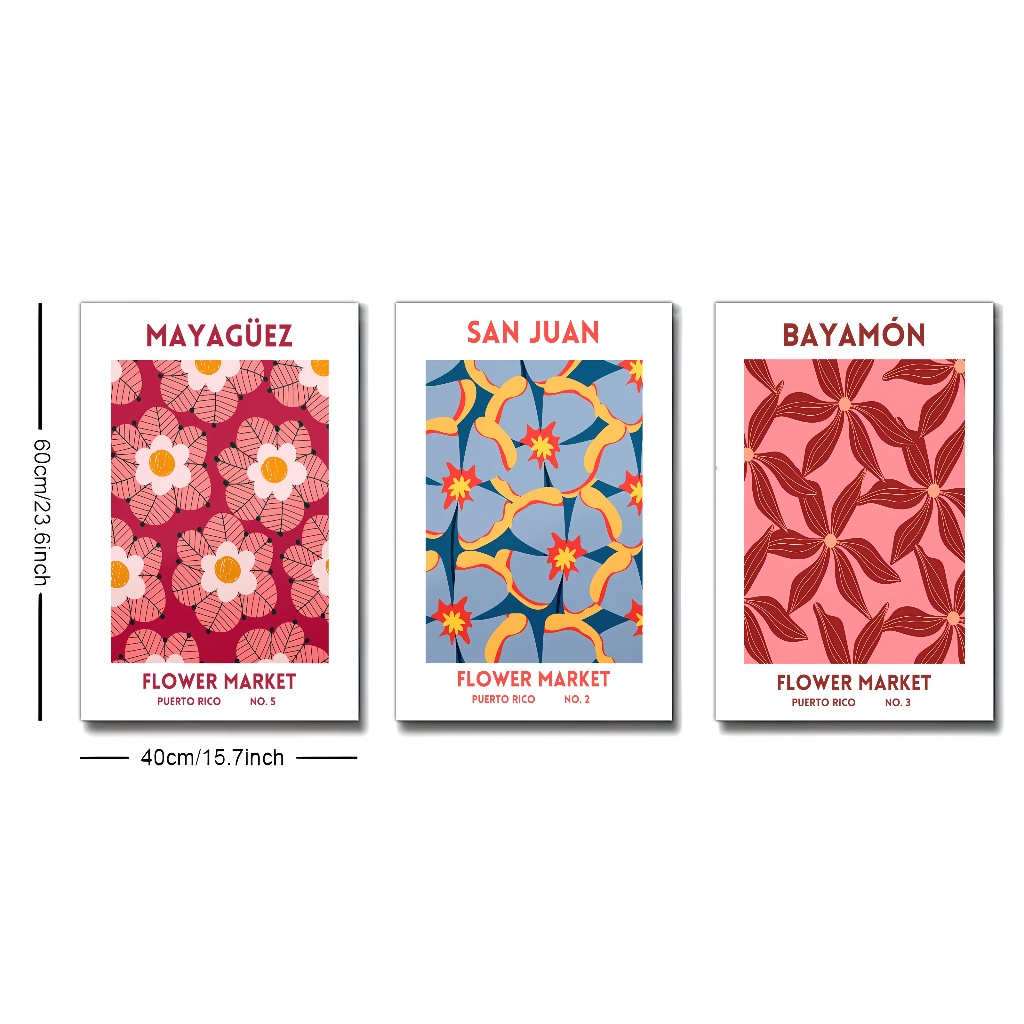 MAYAGÜEZ
FLOWER MARKET
PUERTO RICO NO. 5
SAN JUAN
FLOWER MARKET
PUERTO RICO NO. 2
BAYAMÓN
FLOWER MARKET
PUERTO RICO NO. 3
60cm/23.6inch
40cm/15.7inch